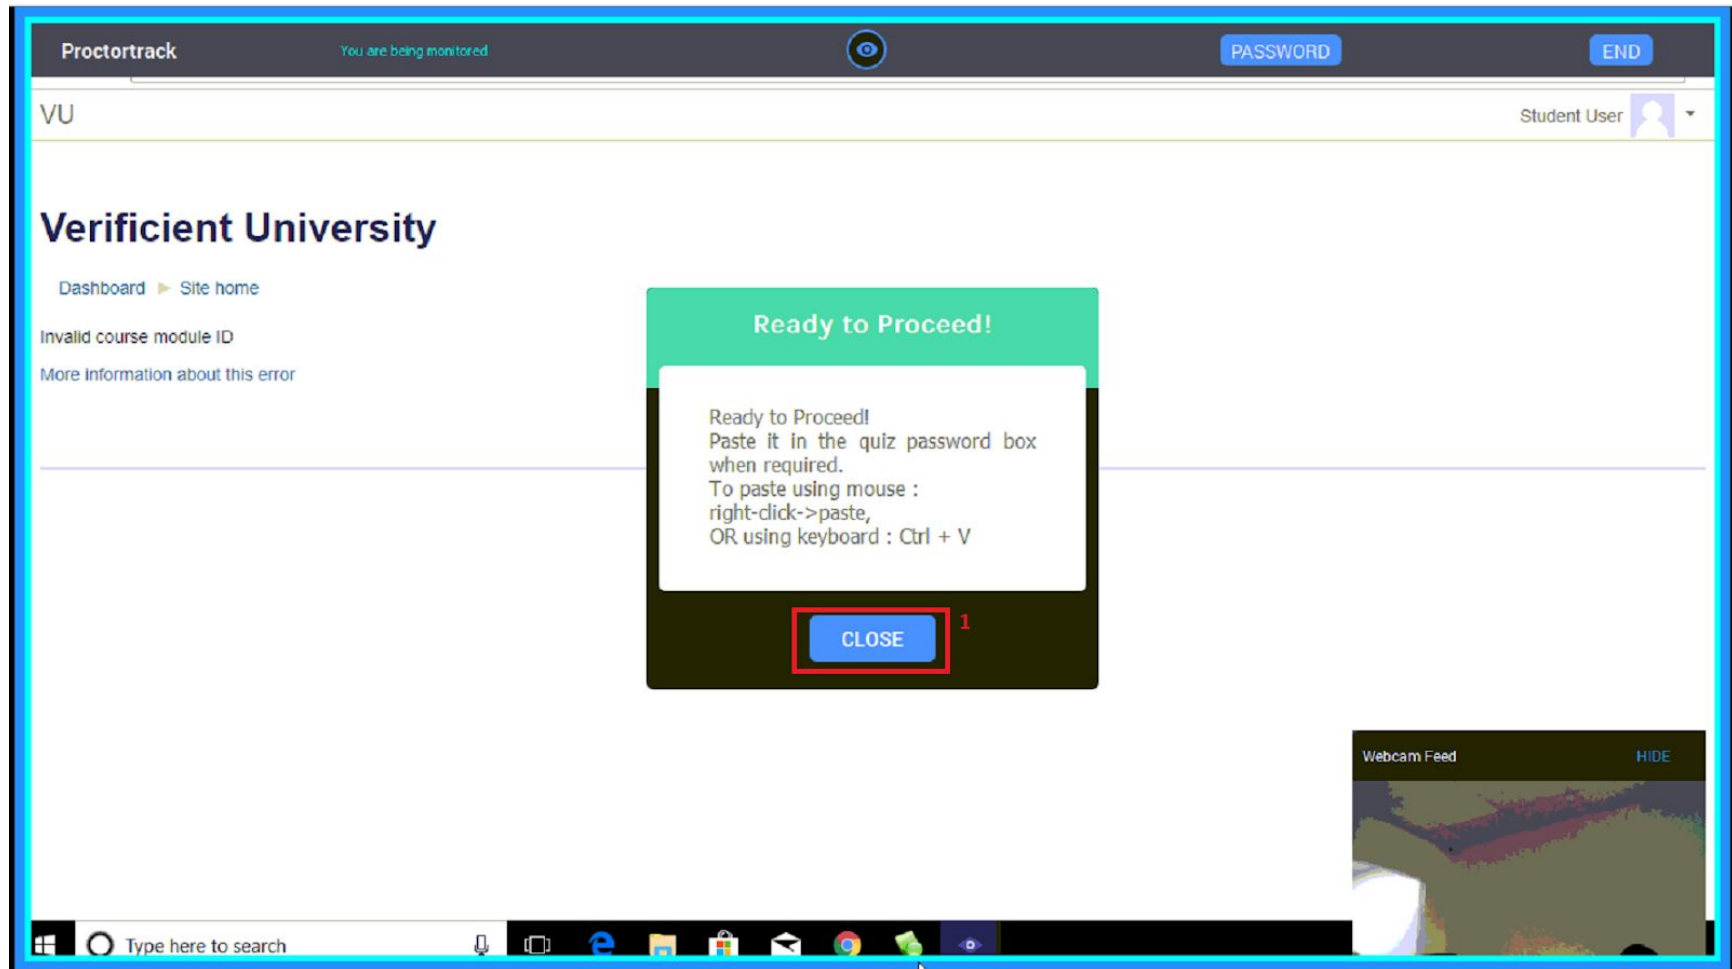 Proctortrack You are being monitored PASSWORD END
VU Student User
Verificient University
Dashboard Site home
Invalid course module ID
More information about this error
Ready to Proceed!
Ready to Proceed!
Paste it in the quiz password box
when required.
To paste using mouse :
right-click->paste,
OR using keyboard : Ctrl + V
CLOSE 1
Webcam Feed HIDE
Type here to search